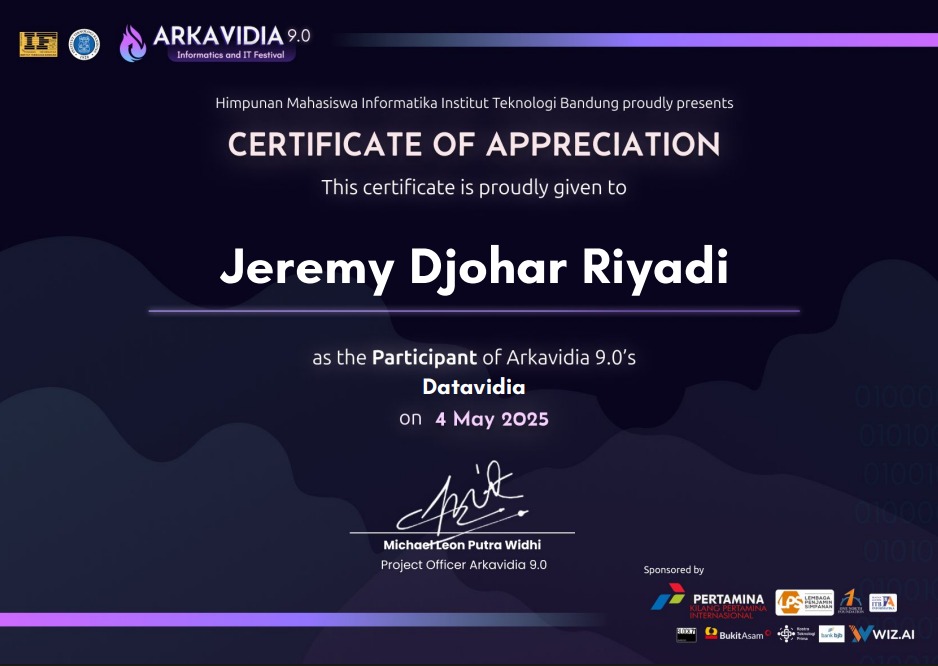 IF
ARKAVIDIA 9.0
Informatics and IT Festival
Himpunan Mahasiswa Informatika Institut Teknologi Bandung proudly presents
CERTIFICATE OF APPRECIATION
This certificate is proudly given to
Jeremy Djohar Riyadi
as the Participant of Arkavidia 9.0's
Datavidia
on 4 May 2025
Michael Leon Putra Widhi
Project Officer Arkavidia 9.0
Sponsored by
PERTAMINA
KILANG PERTAMINA
INTERNASIONAL
LPS
LEMBAGA
PENJAMIN
SIMPANAN
BukitAsam
bank bjb
WIZ.AI
01000
01010
01001
01000
01010